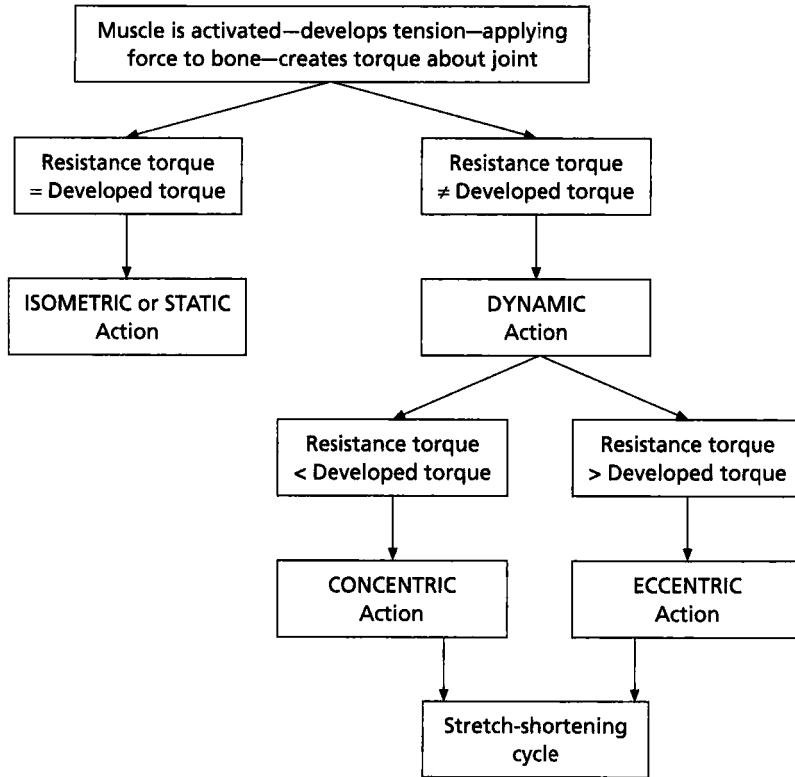 Muscle is activated—develops tension—applying
force to bone—creates torque about joint
Resistance torque
= Developed torque
Resistance torque
≠ Developed torque
ISOMETRIC or STATIC
Action
DYNAMIC
Action
Resistance torque
< Developed torque
Resistance torque
> Developed torque
CONCENTRIC
Action
ECCENTRIC
Action
Stretch-shortening
cycle